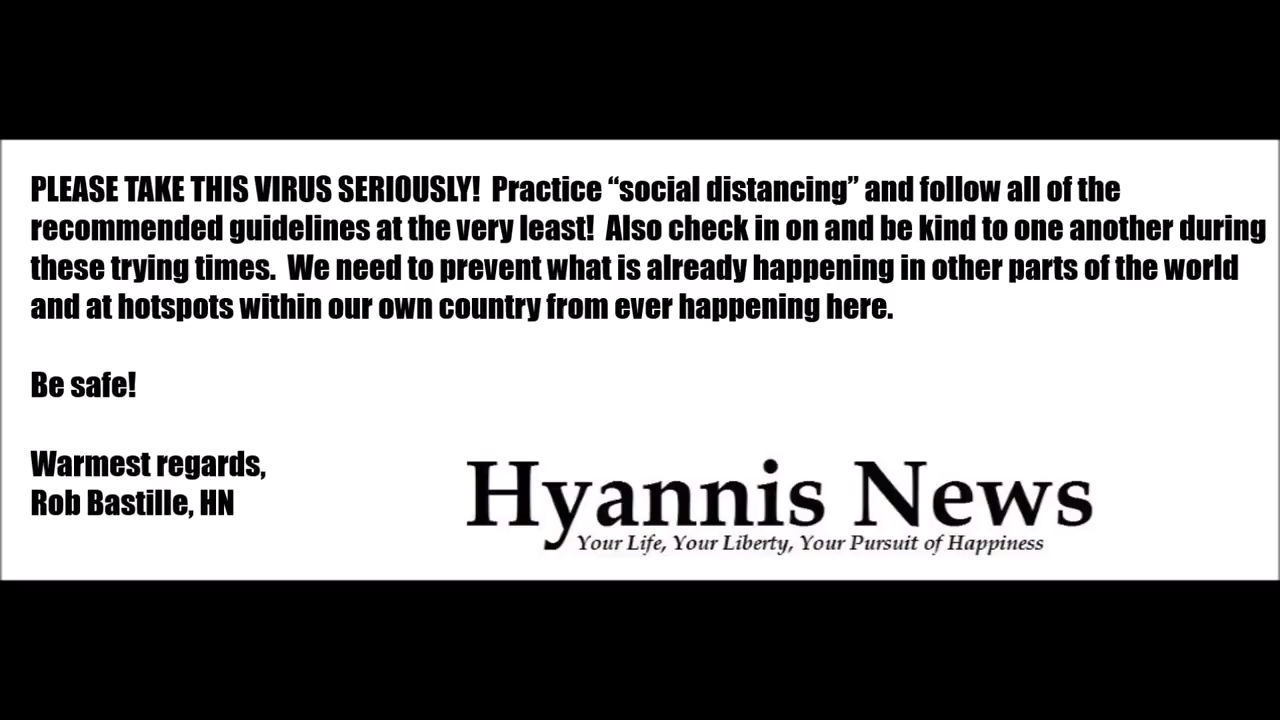 PLEASE TAKE THIS VIRUS SERIOUSLY!  Practice “social distancing” and follow all of the
recommended guidelines at the very least!  Also check in on and be kind to one another during
these trying times.  We need to prevent what is already happening in other parts of the world
and at hotspots within our own country from ever happening here.
Be safe!
Warmest regards,
Rob Bastille, HN
Hyannis News
Your Life, Your Liberty, Your Pursuit of Happiness